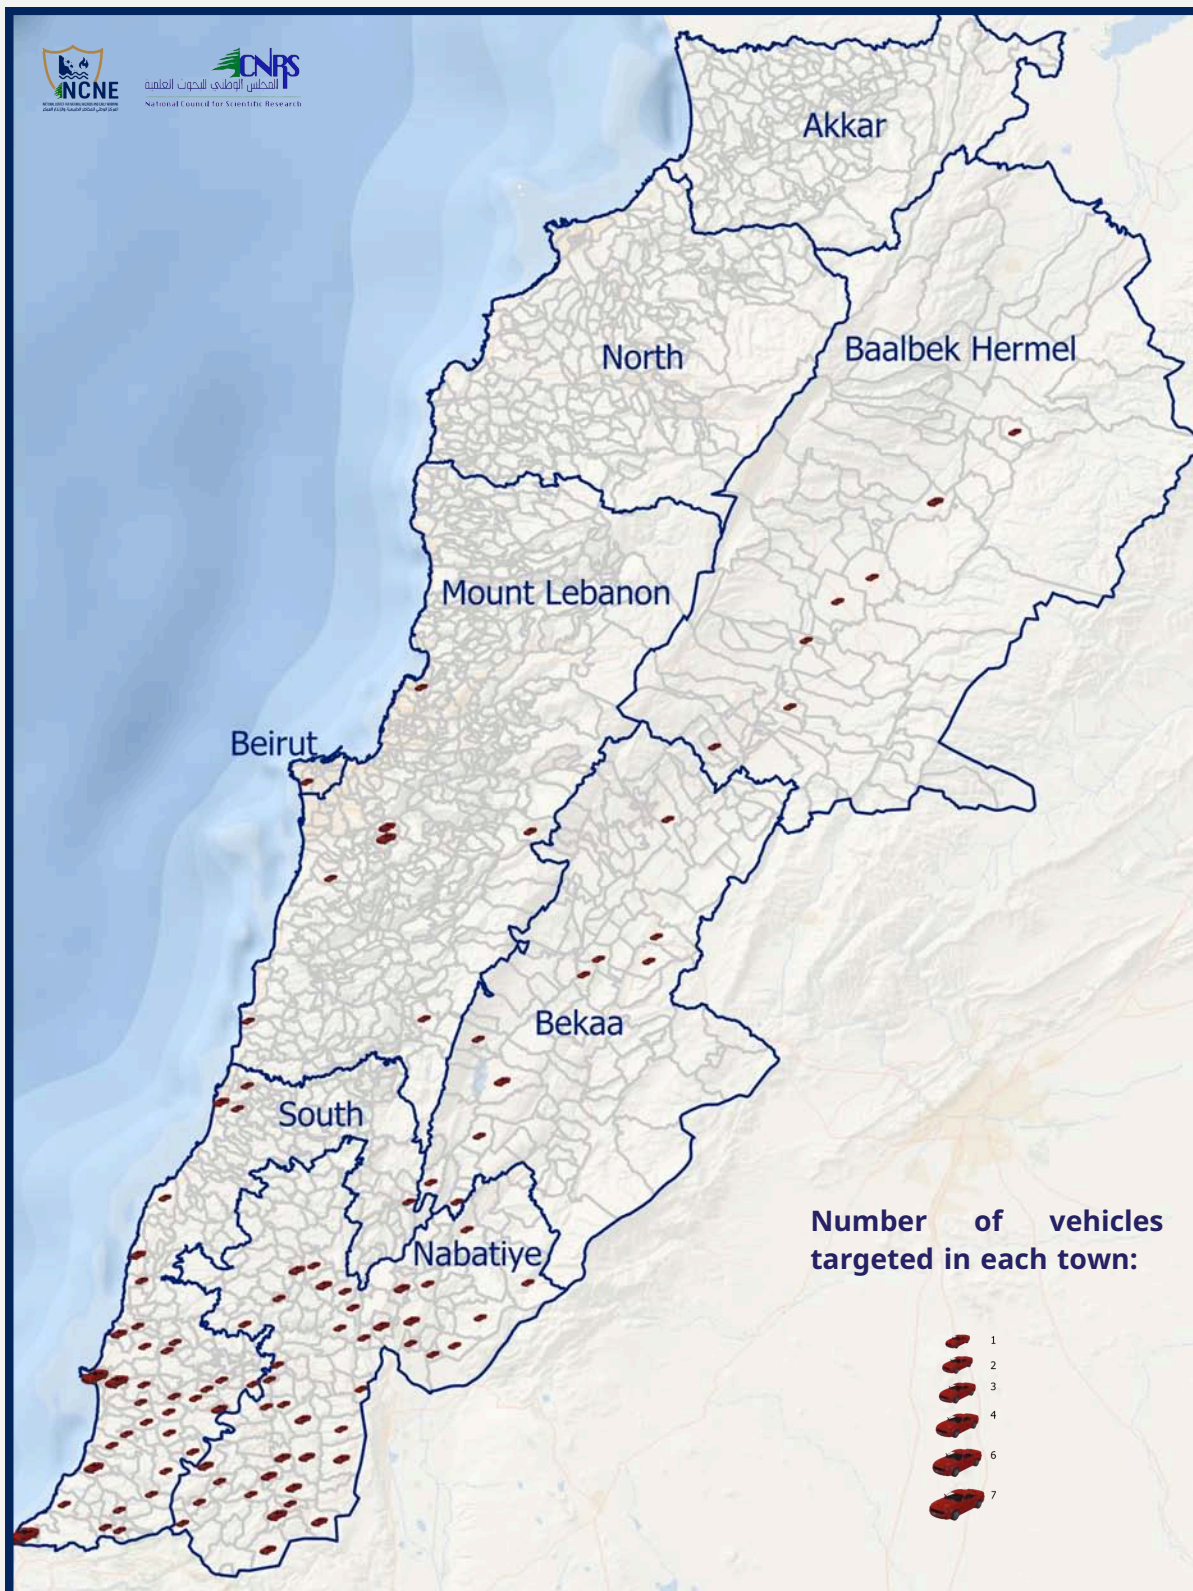 NCNE
CNRS
المجلس الوطني للبحوث العلمية
National Council for Scientific Research
Akkar
North
Baalbek Hermel
Mount Lebanon
Beirut
Bekaa
South
Nabatiye
Number of vehicles
targeted in each town:
1
2
3
4
6
7